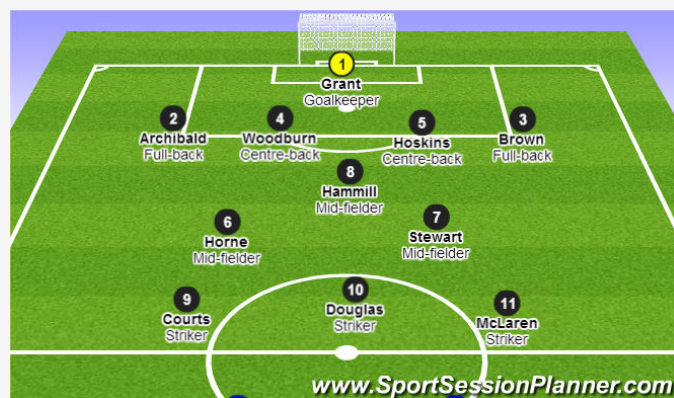 1
Grant
Goalkeeper
2
Archibald
Full-back
4
Woodburn
Centre-back
5
Hoskins
Centre-back
3
Brown
Full-back
8
Hammill
Mid-fielder
6
Horne
Mid-fielder
7
Stewart
Mid-fielder
9
Courts
Striker
10
Douglas
Striker
11
McLaren
Striker
www.SportSessionPlanner.com